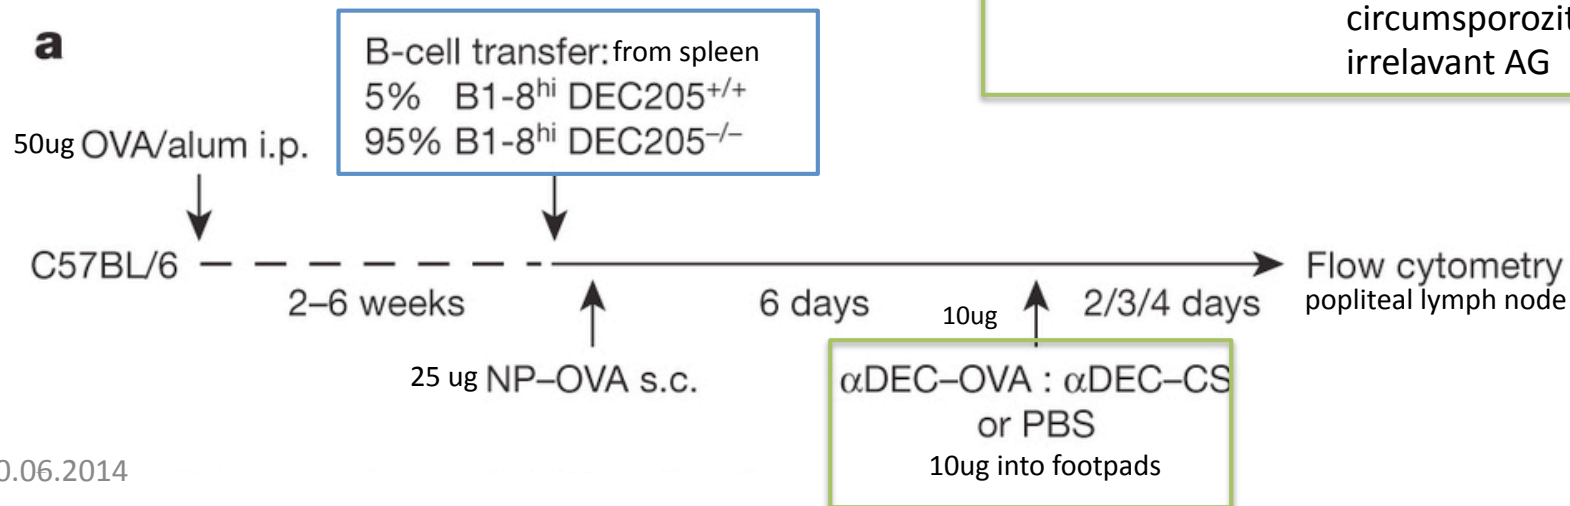 circumsporozit
irrelavant AG
a
B-cell transfer: from spleen
5% B1-8hi DEC205+/+
95% B1-8hi DEC205–/–
50ug OVA/alum i.p.
C57BL/6
2–6 weeks
6 days
10ug
2/3/4 days
Flow cytometry
popliteal lymph node
25 ug NP–OVA s.c.
αDEC–OVA : αDEC–CS
or PBS
10ug into footpads
0.06.2014